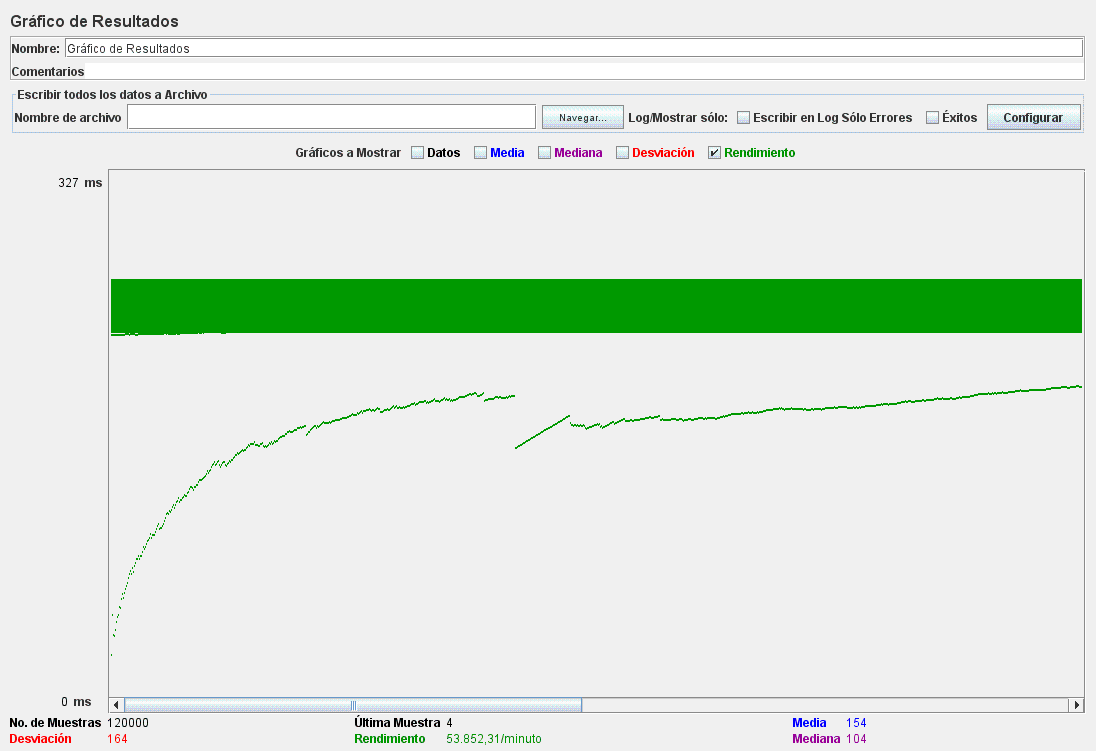 Gráfico de Resultados
Nombre: Gráfico de Resultados
Comentarios
Escribir todos los datos a Archivo
Nombre de archivo Navegar... Log/Mostrar sólo: Escribir en Log Sólo Errores Éxitos Configurar
Gráficos a Mostrar Datos Media Mediana Desviación Rendimiento
327 ms
0 ms
No. de Muestras 120000 Última Muestra 4 Media 154
Desviación 164 Rendimiento 53.852,31/minuto Mediana 104